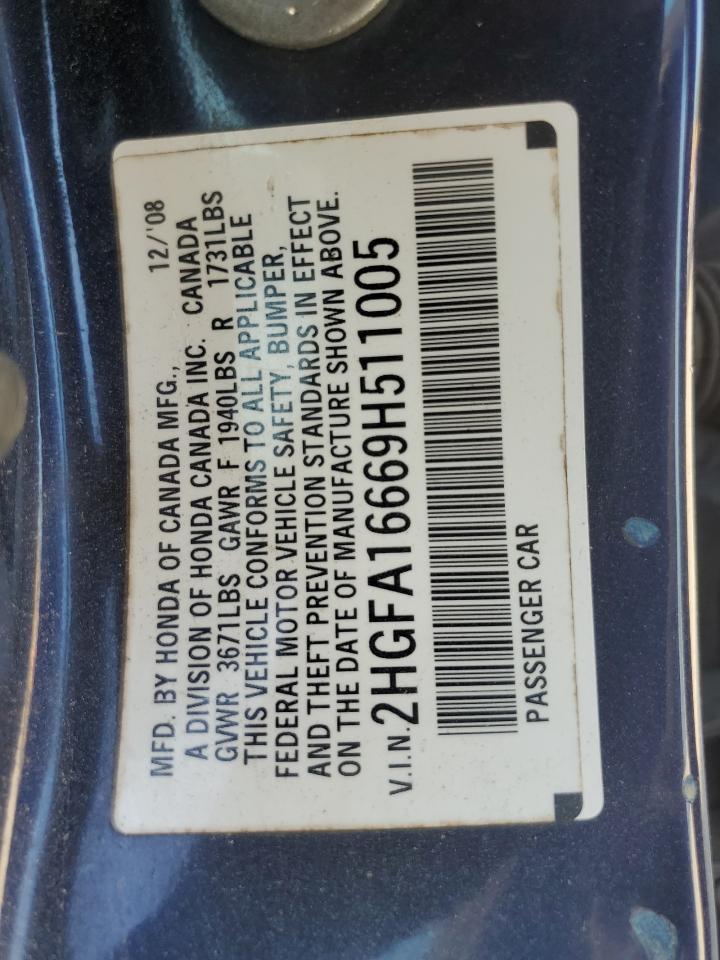 MFD. BY HONDA OF CANADA MFG., 12/'08
A DIVISION OF HONDA CANADA INC. CANADA
GVWR 3671LBS GAWR F 1940LBS R 1731LBS
THIS VEHICLE CONFORMS TO ALL APPLICABLE
FEDERAL MOTOR VEHICLE SAFETY, BUMPER,
AND THEFT PREVENTION STANDARDS IN EFFECT
ON THE DATE OF MANUFACTURE SHOWN ABOVE.
V.I.N. 2HGFA16669H511005
PASSENGER CAR